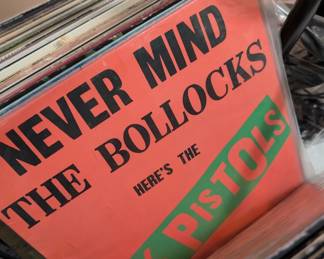 NEVER MIND
THE BOLLOCKS
HERE'S THE
PISTOLS